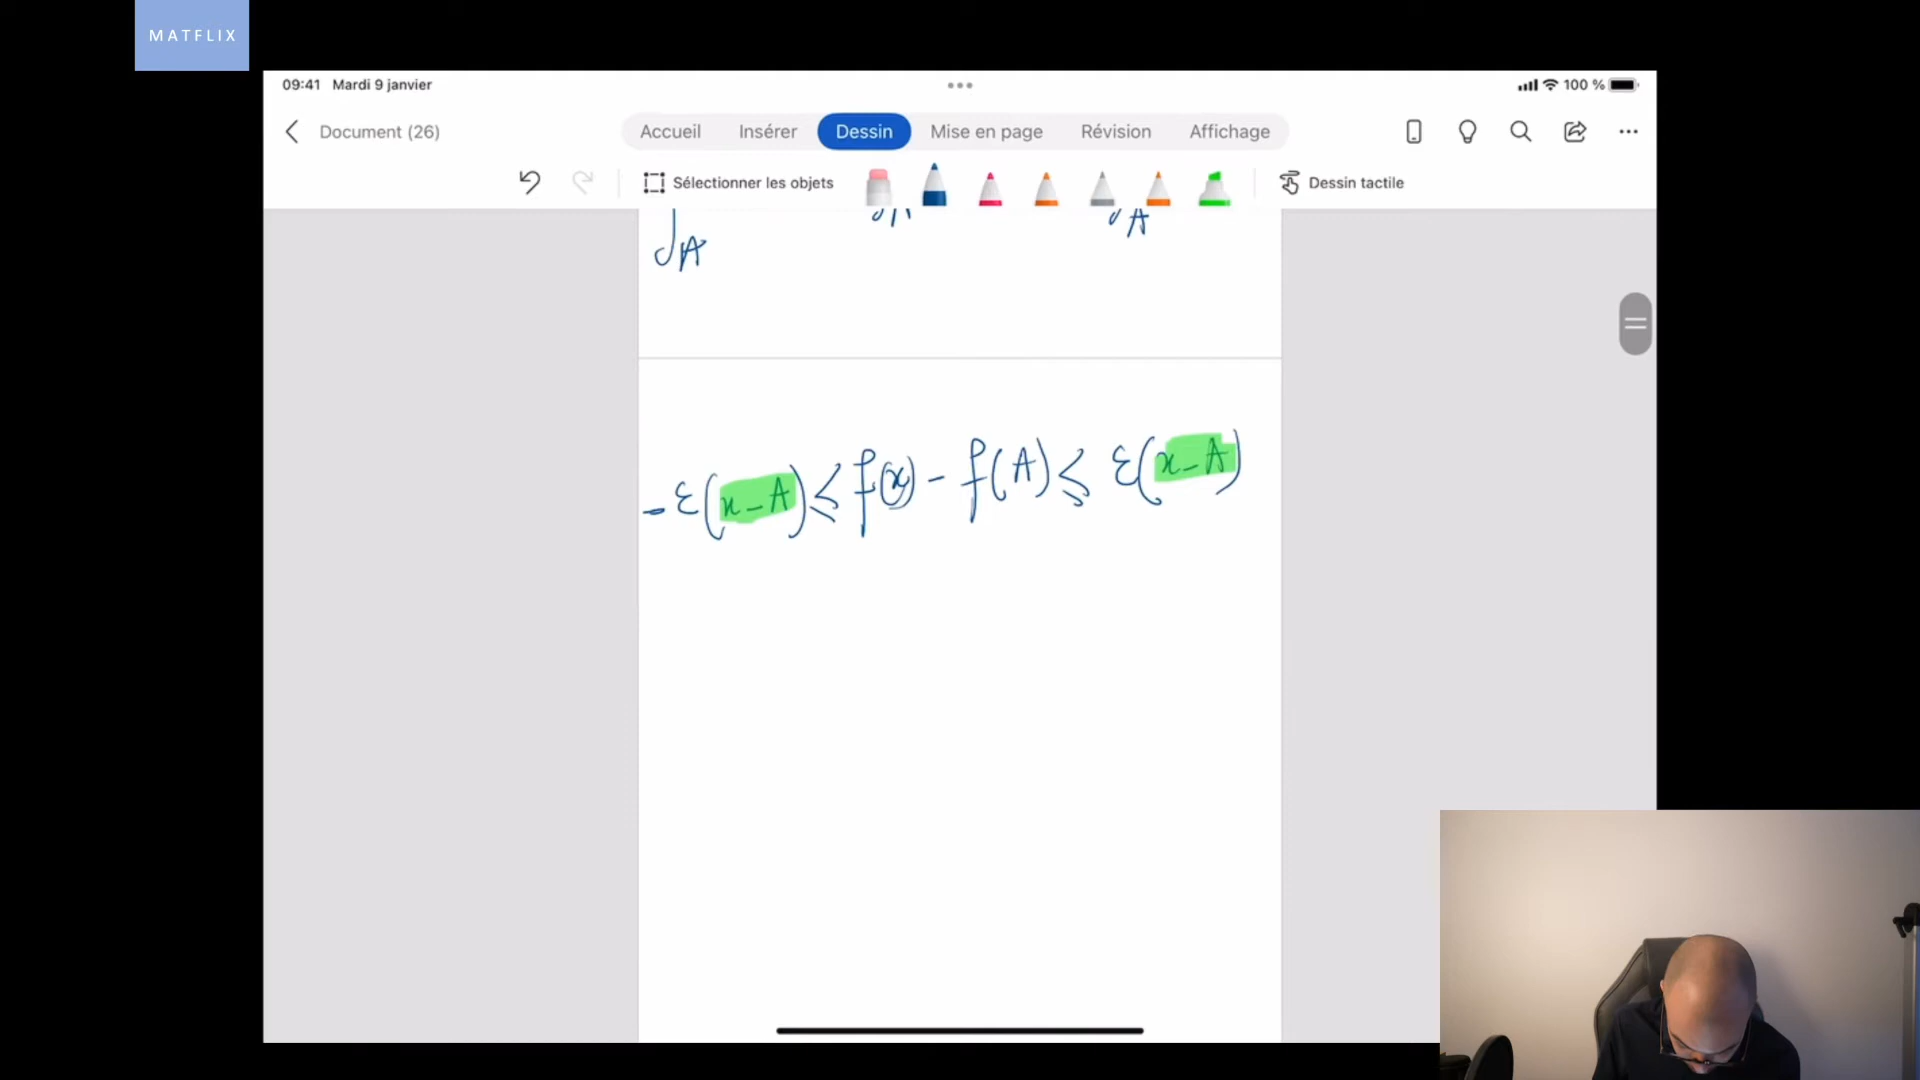 MATFLIX
09:41 Mardi 9 janvier
100 %
Document (26)
Accueil Insérer Dessin Mise en page Révision Affichage
Sélectionner les objets
Dessin tactile
A
A
-ε(x-A) ≤ f(x) - f(A) ≤ ε(x-A)